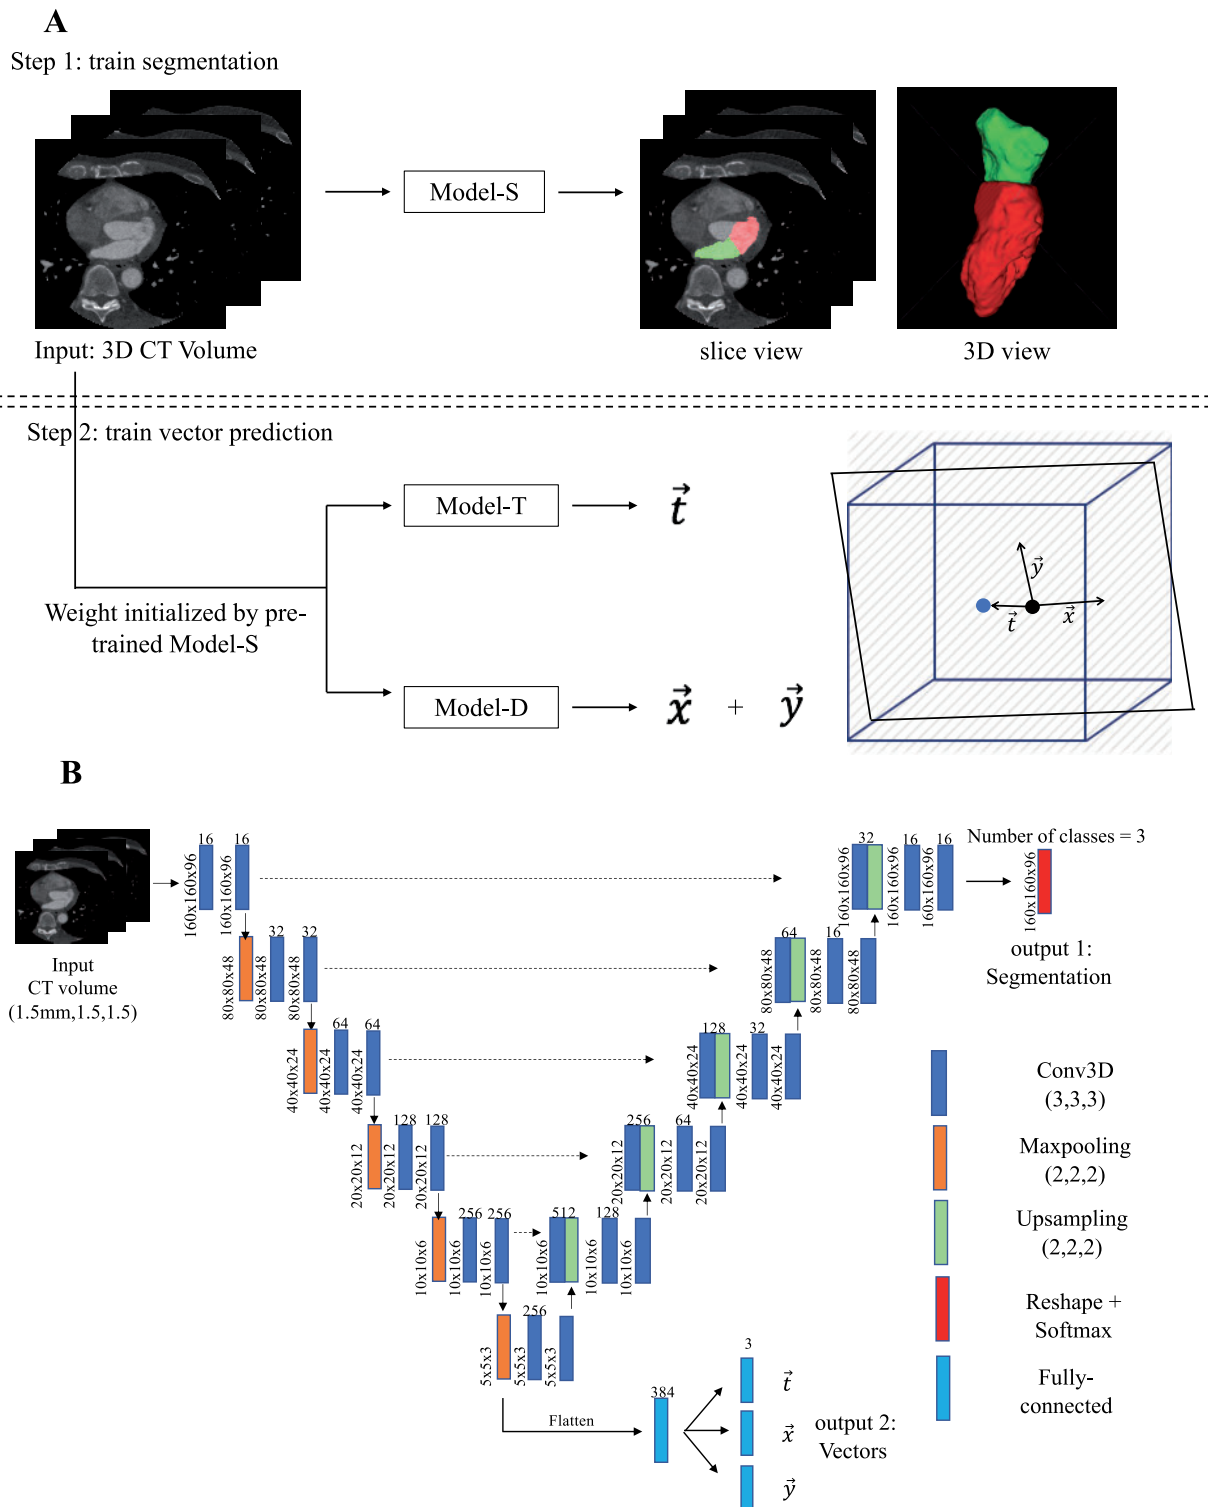 A
Step 1: train segmentation
Model-S
Input: 3D CT Volume
slice view
3D view
Step 2: train vector prediction
Model-T
t⃗
Weight initialized by pre-
trained Model-S
Model-D
x⃗ + y⃗
y⃗
t⃗
x⃗
B
Input
CT volume
(1.5mm,1.5,1.5)
16
16
160x160x96
160x160x96
32
32
80x80x48
80x80x48
80x80x48
64
64
40x40x24
40x40x24
40x40x24
128
128
20x20x12
20x20x12
20x20x12
256
256
10x10x6
10x10x6
10x10x6
256
5x5x3
5x5x3
5x5x3
512
128
10x10x6
10x10x6
10x10x6
256
64
20x20x12
20x20x12
20x20x12
128
32
40x40x24
40x40x24
40x40x24
64
16
80x80x48
80x80x48
80x80x48
32
16
16
160x160x96
160x160x96
160x160x96
Number of classes = 3
160x160x96
output 1:
Segmentation
Flatten
384
3
t⃗
x⃗
y⃗
output 2:
Vectors
Conv3D
(3,3,3)
Maxpooling
(2,2,2)
Upsampling
(2,2,2)
Reshape +
Softmax
Fully-
connected